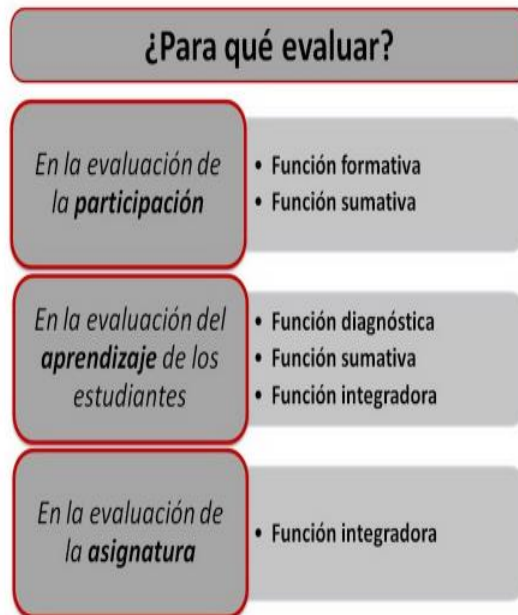 ¿Para qué evaluar?
En la evaluación de
la participación
• Función formativa
• Función sumativa
En la evaluación del
aprendizaje de los
estudiantes
• Función diagnóstica
• Función sumativa
• Función integradora
En la evaluación de
la asignatura
• Función integradora